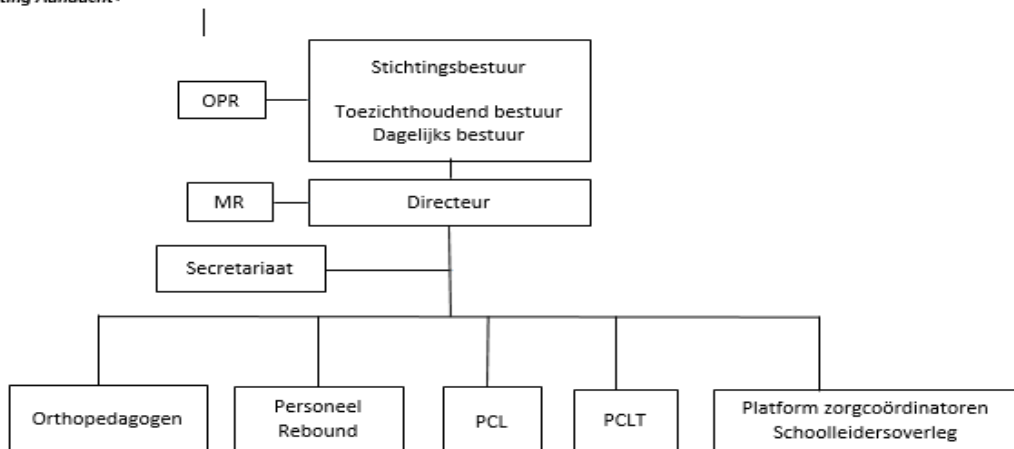 Stichtingsbestuur
OPR
Toezichthoudend bestuur
Dagelijks bestuur
MR
Directeur
Secretariaat
Orthopedagogen
Personeel
Rebound
PCL
PCLT
Platform zorgcoördinatoren
Schoolleidersoverleg